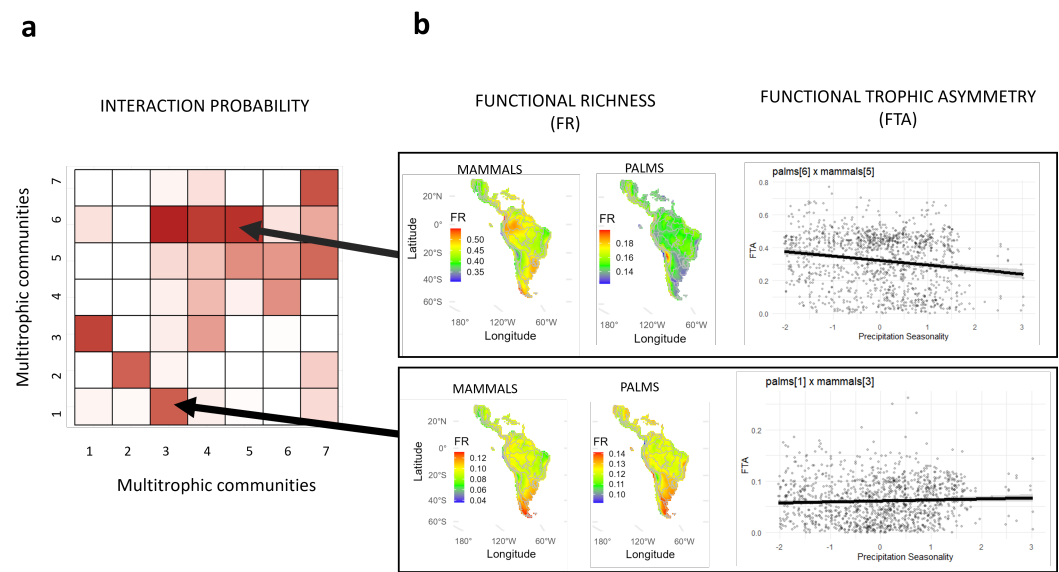 a
b
INTERACTION PROBABILITY
FUNCTIONAL RICHNESS
(FR)
FUNCTIONAL TROPHIC ASYMMETRY
(FTA)
Multitrophic communities
7
6
5
4
3
2
1
1 2 3 4 5 6 7
Multitrophic communities
MAMMALS
FR
0.50
0.45
0.40
0.35
Latitude
20°N
0°
20°S
40°S
60°S
180° 120°W 60°W
Longitude
PALMS
FR
0.18
0.16
0.14
180° 120°W 60°W
Longitude
palms[6] x mammals[5]
FTA
0.8
0.6
0.4
0.2
0.0
-2 -1 0 1 2 3
Precipitation Seasonality
MAMMALS
FR
0.12
0.10
0.08
0.06
0.04
Latitude
20°N
0°
20°S
40°S
60°S
180° 120°W 60°W
Longitude
PALMS
FR
0.14
0.13
0.12
0.11
0.10
180° 120°W 60°W
Longitude
palms[1] x mammals[3]
FTA
0.2
0.1
0.0
-2 -1 0 1 2 3
Precipitation Seasonality